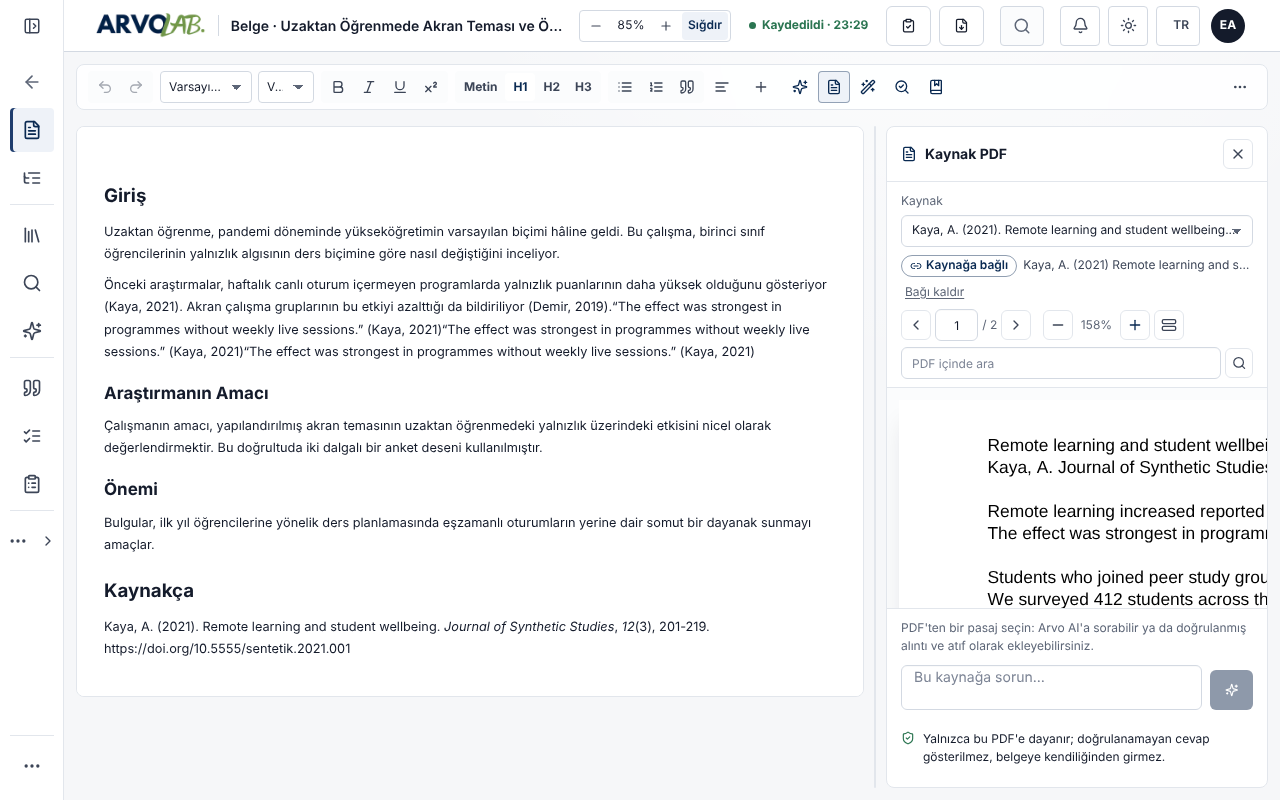 ARVOLAB.
Belge · Uzaktan Öğrenmede Akran Teması ve Ö...
85%
Sığdır
Kaydedildi · 23:29
TR
EA
Varsayı...
V...
B
I
U
x²
Metin
H1
H2
H3
Giriş
Uzaktan öğrenme, pandemi döneminde yükseköğretimin varsayılan biçimi hâline geldi. Bu çalışma, birinci sınıf
öğrencilerinin yalnızlık algısının ders biçimine göre nasıl değiştiğini inceliyor.
Önceki araştırmalar, haftalık canlı oturum içermeyen programlarda yalnızlık puanlarının daha yüksek olduğunu gösteriyor
(Kaya, 2021). Akran çalışma gruplarının bu etkiyi azalttığı da bildiriliyor (Demir, 2019).“The effect was strongest in
programmes without weekly live sessions.” (Kaya, 2021)“The effect was strongest in programmes without weekly live
sessions.” (Kaya, 2021)“The effect was strongest in programmes without weekly live sessions.” (Kaya, 2021)
Araştırmanın Amacı
Çalışmanın amacı, yapılandırılmış akran temasının uzaktan öğrenmedeki yalnızlık üzerindeki etkisini nicel olarak
değerlendirmektir. Bu doğrultuda iki dalgalı bir anket deseni kullanılmıştır.
Önemi
Bulgular, ilk yıl öğrencilerine yönelik ders planlamasında eşzamanlı oturumların yerine dair somut bir dayanak sunmayı
amaçlar.
Kaynakça
Kaya, A. (2021). Remote learning and student wellbeing. Journal of Synthetic Studies, 12(3), 201-219.
https://doi.org/10.5555/sentetik.2021.001
Kaynak PDF
Kaynak
Kaya, A. (2021). Remote learning and student wellbeing...
Kaynağa bağlı
Kaya, A. (2021) Remote learning and s...
Bağı kaldır
1
/ 2
158%
PDF içinde ara
Remote learning and student wellbei
Kaya, A. Journal of Synthetic Studies
Remote learning increased reported
The effect was strongest in programm
Students who joined peer study grou
We surveyed 412 students across th
PDF'ten bir pasaj seçin: Arvo AI'a sorabilir ya da doğrulanmış
alıntı ve atıf olarak ekleyebilirsiniz.
Bu kaynağa sorun...
Yalnızca bu PDF'e dayanır; doğrulanamayan cevap
gösterilmez, belgeye kendiliğinden girmez.